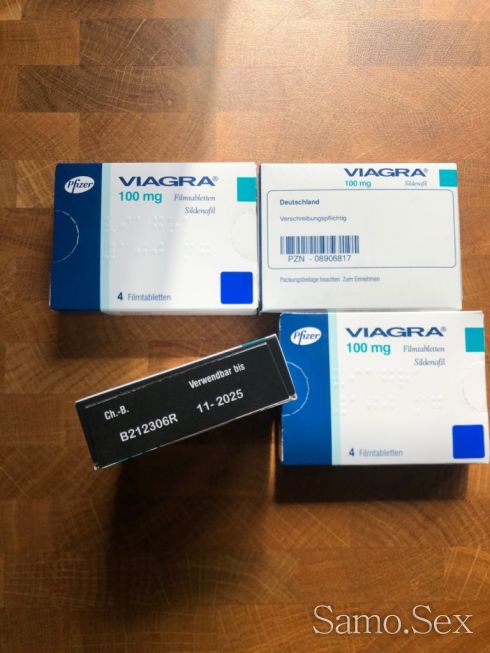 Pfizer
VIAGRA®
100 mg Filmtabletten
Sildenafil
4 Filmtabletten
VIAGRA®
100 mg Sildenafil
Deutschland
Verschreibungspflichtig
PZN - 08906817
Packungsbeilage beachten Zum Einnehmen
Pfizer
VIAGRA®
100 mg Filmtabletten
Sildenafil
4 Filmtabletten
Ch.-B. Verwendbar bis
B212306R 11-2025
Samo.Sex